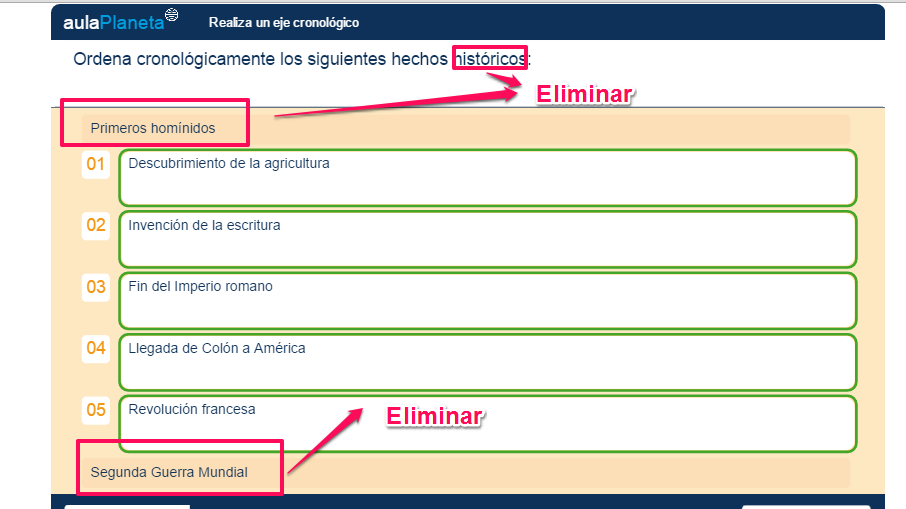 aulaPlaneta Realiza un eje cronológico
Ordena cronológicamente los siguientes hechos históricos:
Eliminar
Primeros homínidos
01 Descubrimiento de la agricultura
02 Invención de la escritura
03 Fin del Imperio romano
04 Llegada de Colón a América
05 Revolución francesa
Eliminar
Segunda Guerra Mundial